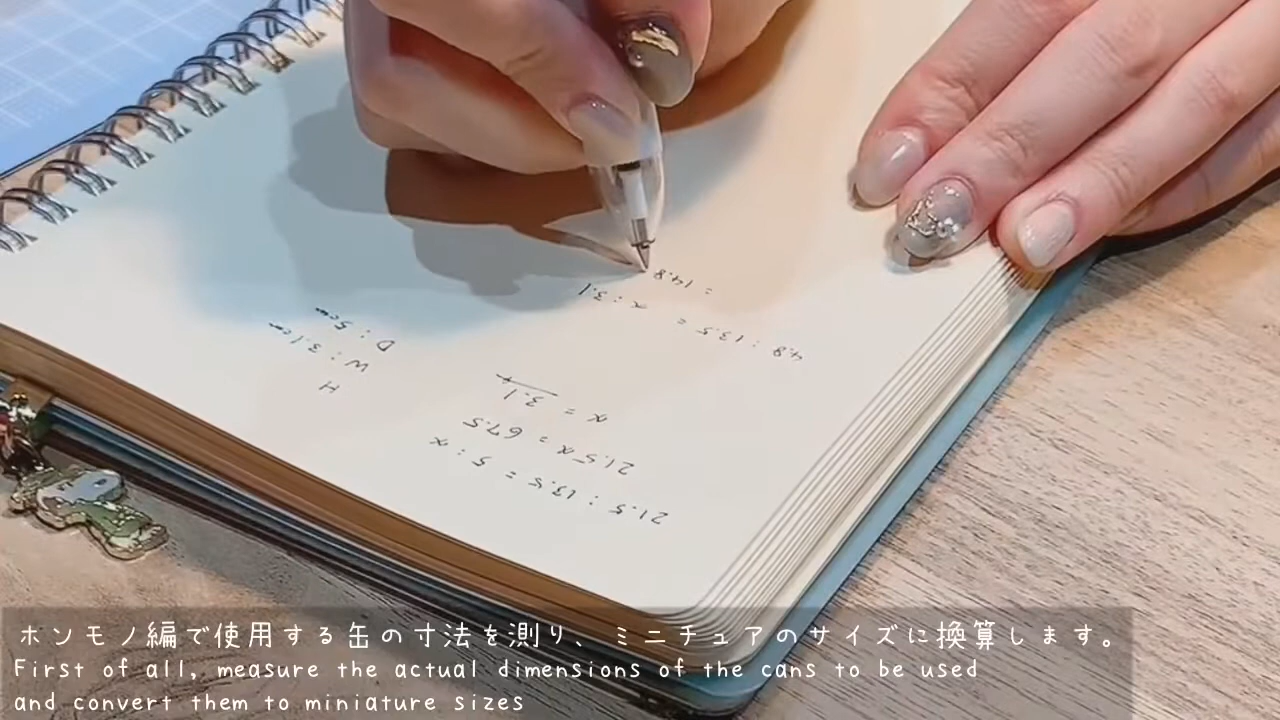 21.5 : 13.5 = 5 : x
21.5x = 67.5
x = 3.1
H
W : 3.1cm
D : 5cm
4.8 : 13.5 = x : 3.1
= 14.8
ホンモノ編で使用する缶の寸法を測り、ミニチュアのサイズに換算します。
First of all, measure the actual dimensions of the cans to be used
and convert them to miniature sizes